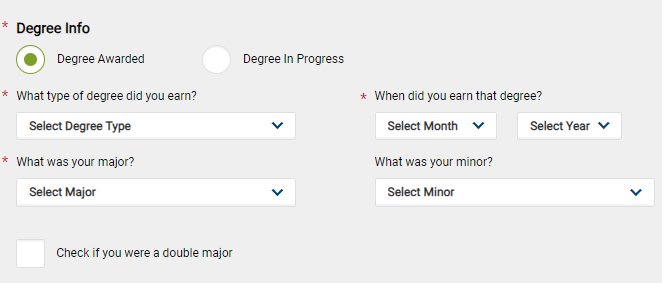 * Degree Info
Degree Awarded Degree In Progress
* What type of degree did you earn? * When did you earn that degree?
Select Degree Type Select Month Select Year
* What was your major? What was your minor?
Select Major Select Minor
Check if you were a double major